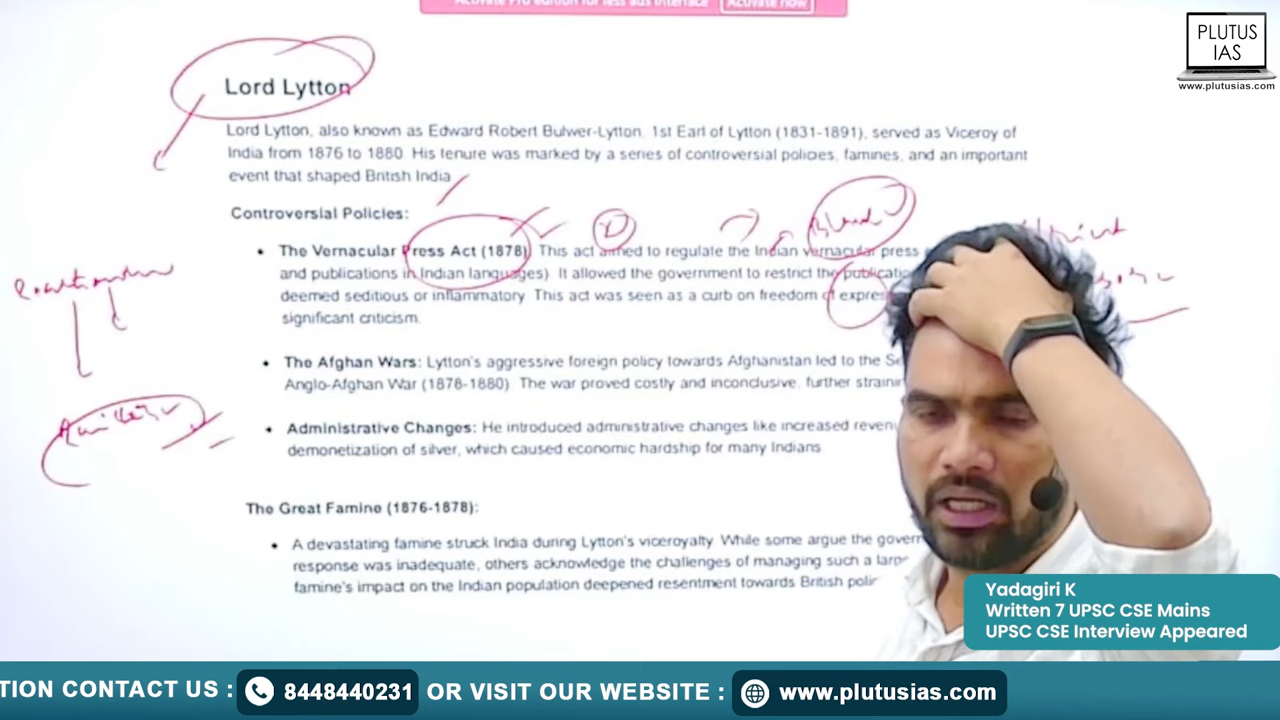 Activate Pro edition for less ads interface Activate now
PLUTUS
IAS
www.plutusias.com
Lord Lytton
Lord Lytton, also known as Edward Robert Bulwer-Lytton, 1st Earl of Lytton (1831-1891), served as Viceroy of
India from 1876 to 1880. His tenure was marked by a series of controversial policies, famines, and an important
event that shaped British India
Controversial Policies:
• The Vernacular Press Act (1878) This act aimed to regulate the Indian vernacular press
and publications in Indian languages). It allowed the government to restrict the
deemed seditious or inflammatory. This act was seen as a curb on freedom of
significant criticism.
• The Afghan Wars: Lytton's aggressive foreign policy towards Afghanistan led to the
Anglo-Afghan War (1878-1880). The war proved costly and inconclusive, further
• Administrative Changes: He introduced administrative changes like increased
demonetization of silver, which caused economic hardship for many Indians
The Great Famine (1876-1878):
• A devastating famine struck India during Lytton's viceroyalty. While some argue the
response was inadequate, others acknowledge the challenges of managing such a
famine's impact on the Indian population deepened resentment towards British
Yadagiri K
Written 7 UPSC CSE Mains
UPSC CSE Interview Appeared
TION CONTACT US : 8448440231 OR VISIT OUR WEBSITE : www.plutusias.com